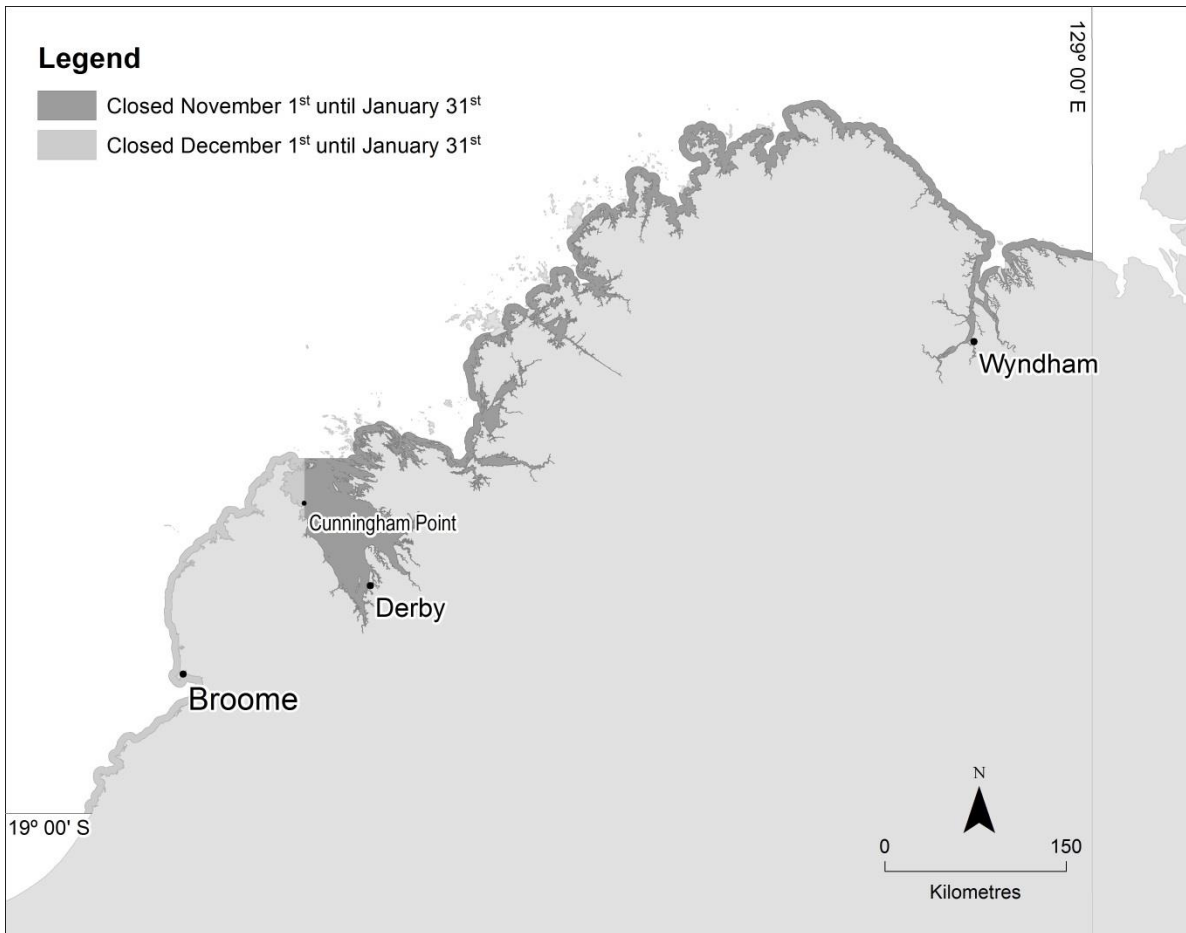 Legend
Closed November 1st until January 31st
Closed December 1st until January 31st
129° 00' E
Wyndham
Cunningham Point
Derby
Broome
19° 00' S
N
0 150
Kilometres